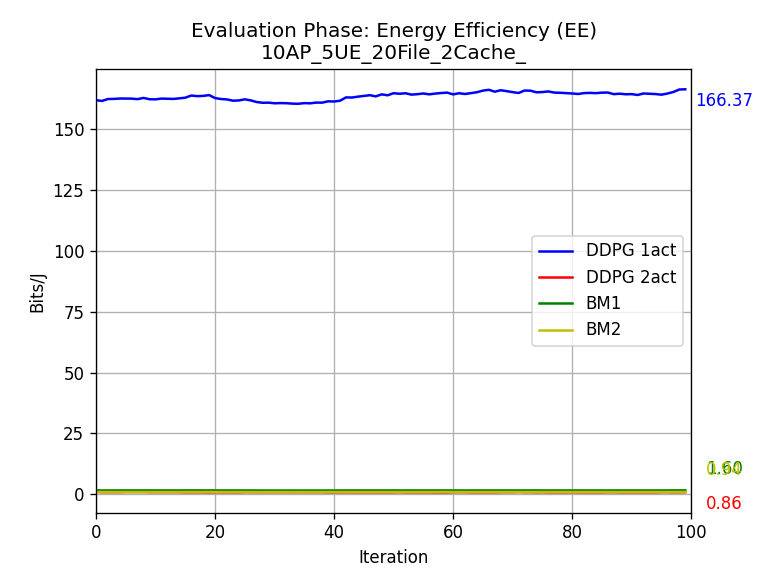 Evaluation Phase: Energy Efficiency (EE)
10AP_5UE_20File_2Cache_
166.37
150
125
100
75
50
25
0
Bits/J
DDPG 1act
DDPG 2act
BM1
BM2
1.60
0.86
0
20
40
60
80
100
Iteration